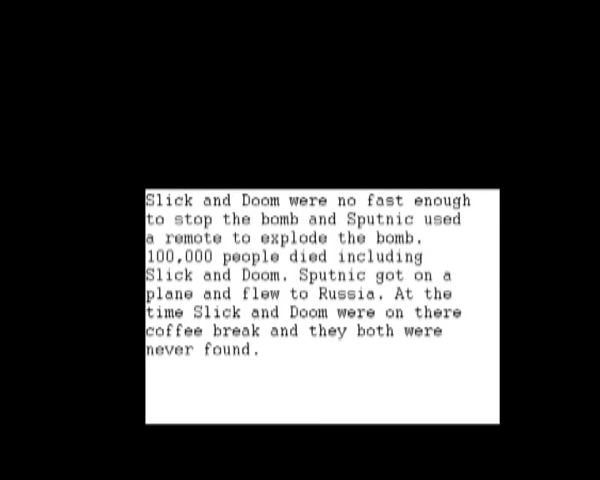 Slick and Doom were no fast enough
to stop the bomb and Sputnic used
a remote to explode the bomb.
100,000 people died including
Slick and Doom. Sputnic got on a
plane and flew to Russia. At the
time Slick and Doom were on there
coffee break and they both were
never found.